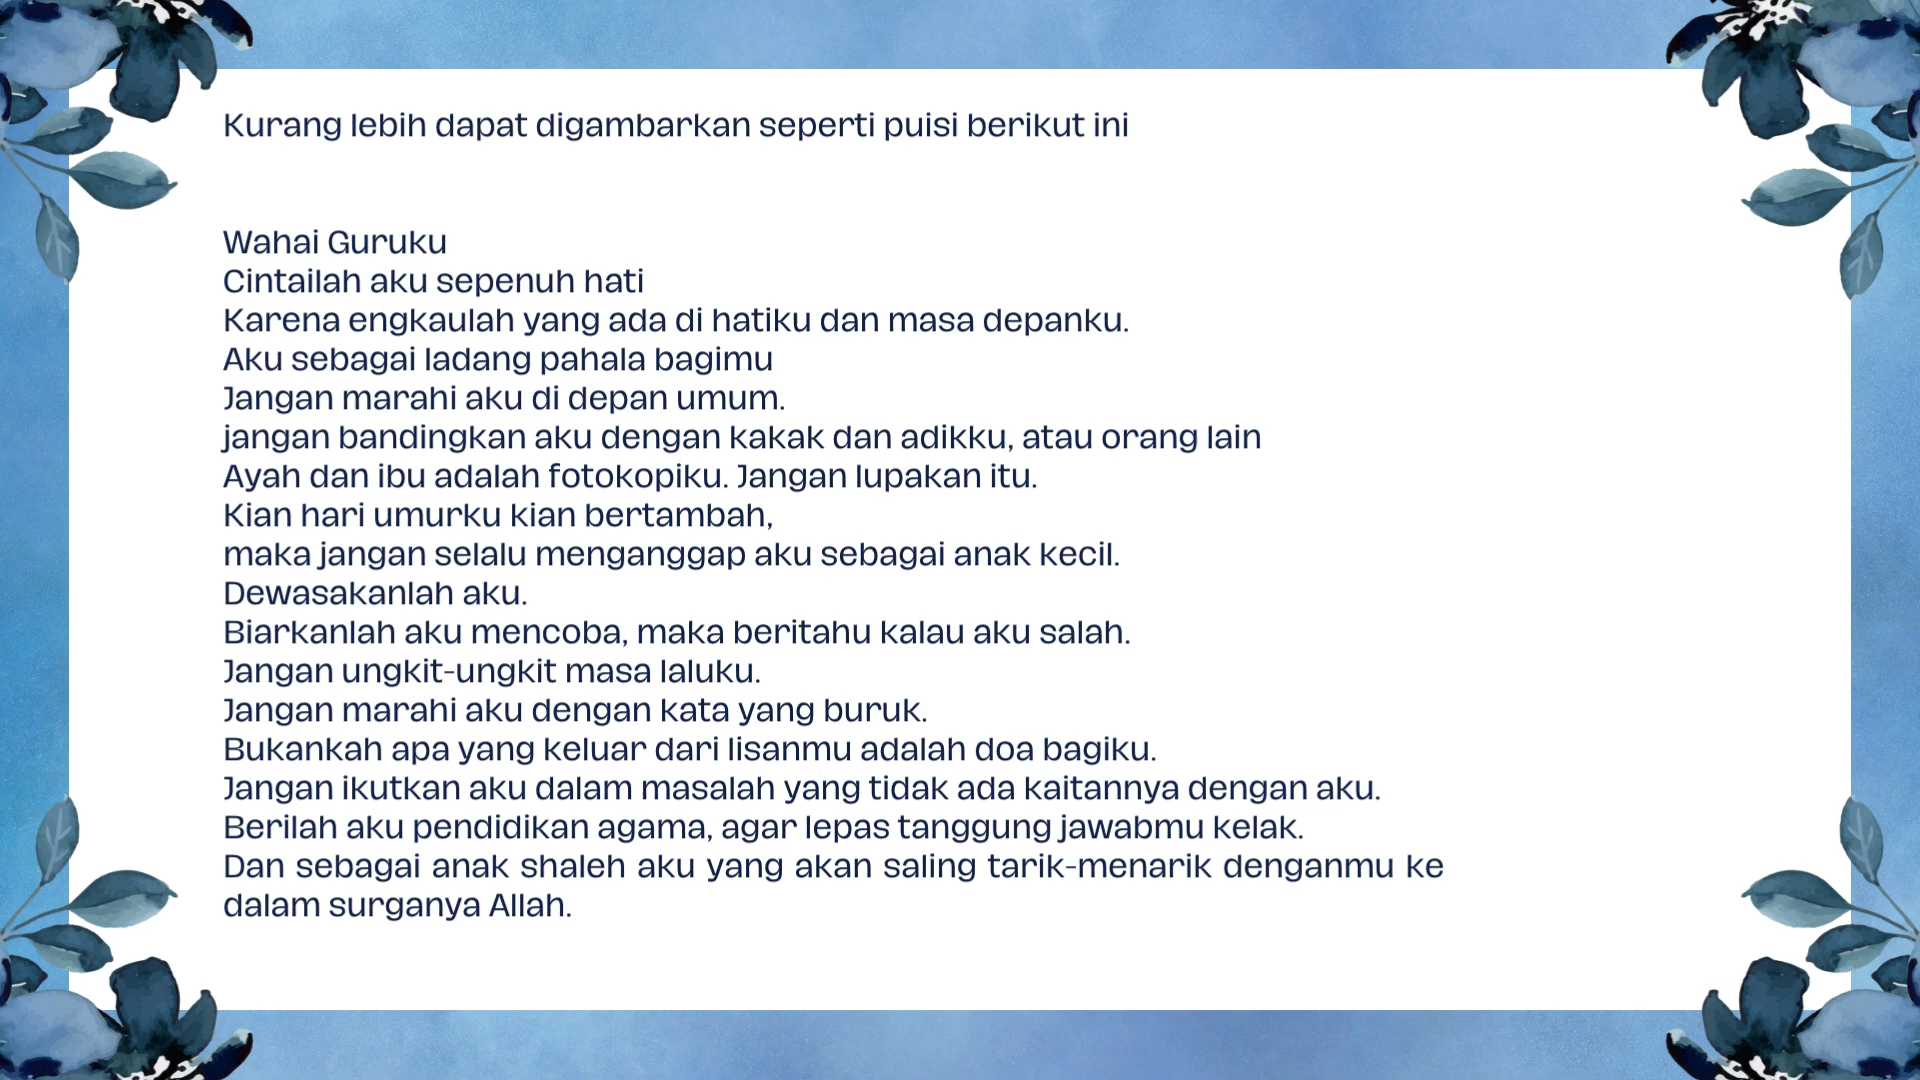 Kurang lebih dapat digambarkan seperti puisi berikut ini
Wahai Guruku
Cintailah aku sepenuh hati
Karena engkaulah yang ada di hatiku dan masa depanku.
Aku sebagai ladang pahala bagimu
Jangan marahi aku di depan umum.
jangan bandingkan aku dengan kakak dan adikku, atau orang lain
Ayah dan ibu adalah fotokopiku. Jangan lupakan itu.
Kian hari umurku kian bertambah,
maka jangan selalu menganggap aku sebagai anak kecil.
Dewasakanlah aku.
Biarkanlah aku mencoba, maka beritahu kalau aku salah.
Jangan ungkit-ungkit masa laluku.
Jangan marahi aku dengan kata yang buruk.
Bukankah apa yang keluar dari lisanmu adalah doa bagiku.
Jangan ikutkan aku dalam masalah yang tidak ada kaitannya dengan aku.
Berilah aku pendidikan agama, agar lepas tanggung jawabmu kelak.
Dan sebagai anak shaleh aku yang akan saling tarik-menarik denganmu ke
dalam surganya Allah.